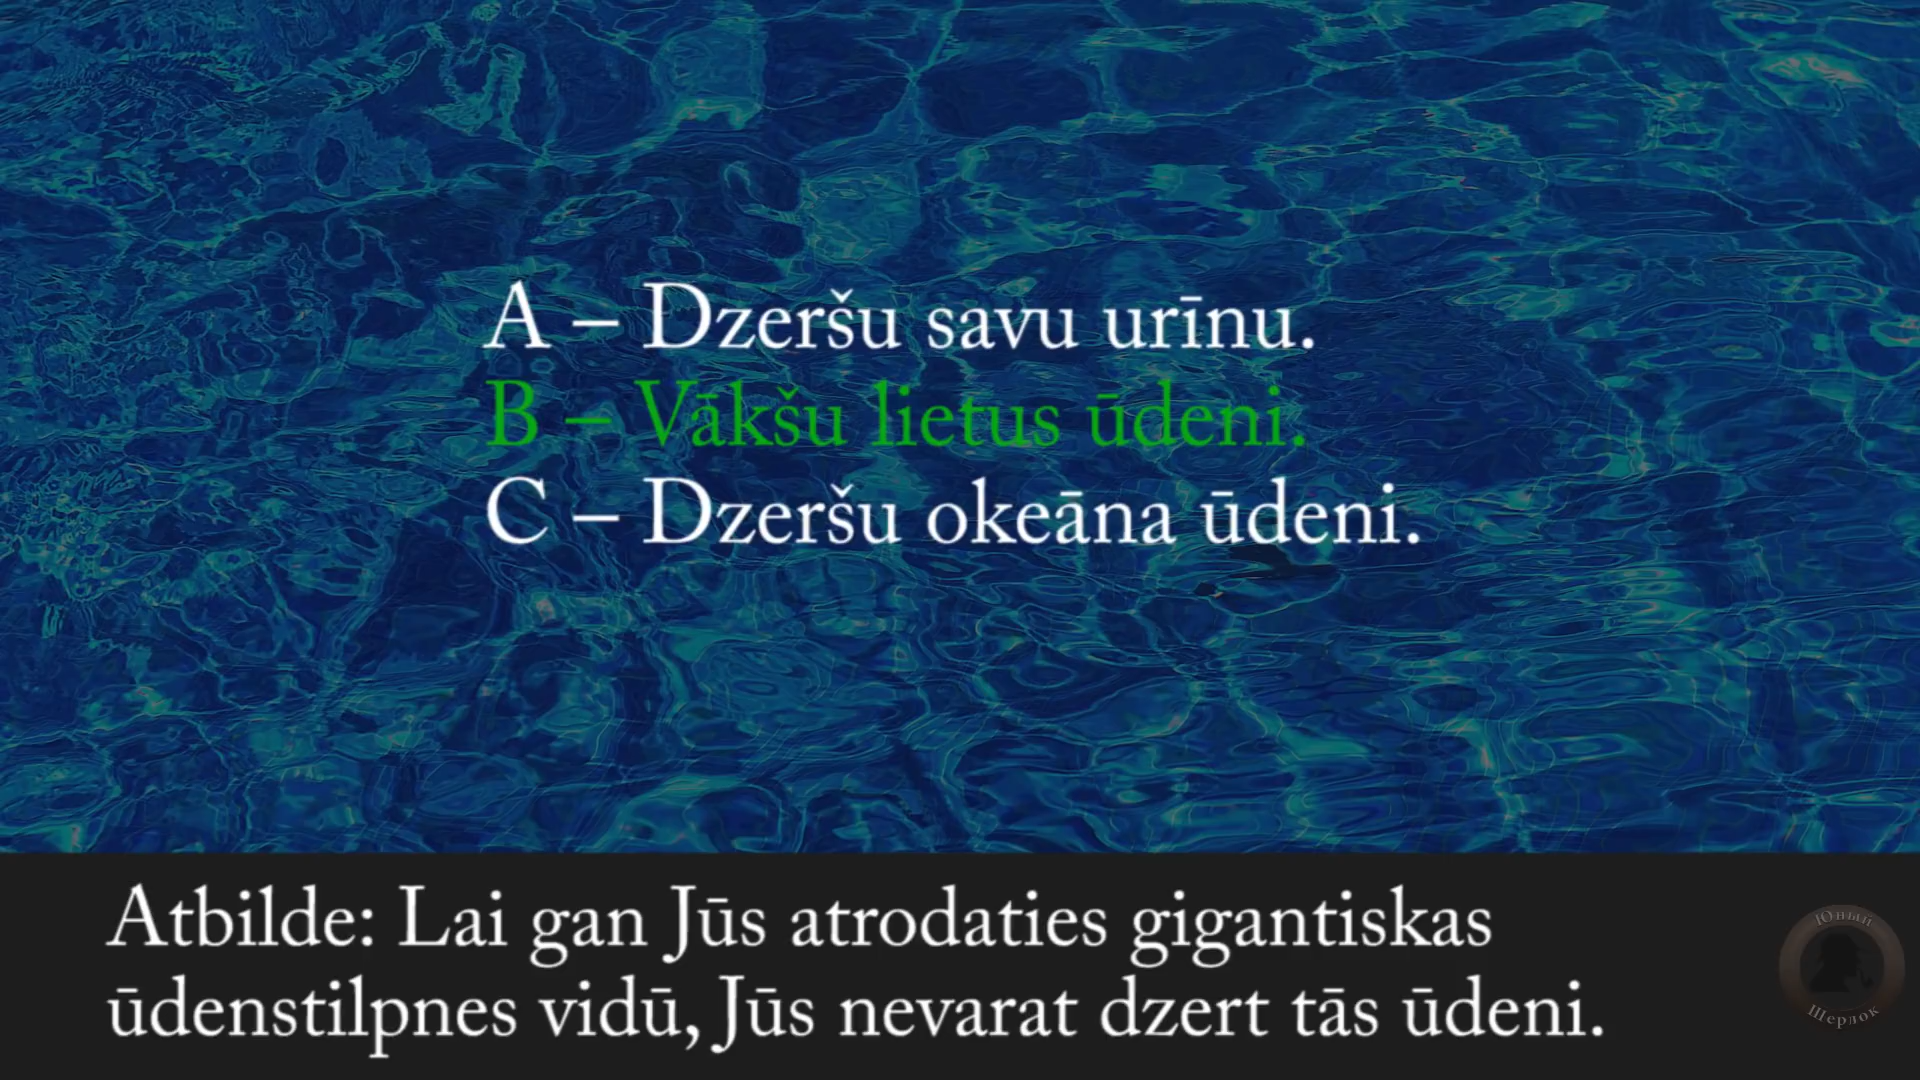 A – Dzeršu savu urīnu.
B – Vākšu lietus ūdeni.
C – Dzeršu okeāna ūdeni.
Atbilde: Lai gan Jūs atrodaties gigantiskas
ūdenstilpnes vidū, Jūs nevarat dzert tās ūdeni.
Юный
Шерлок